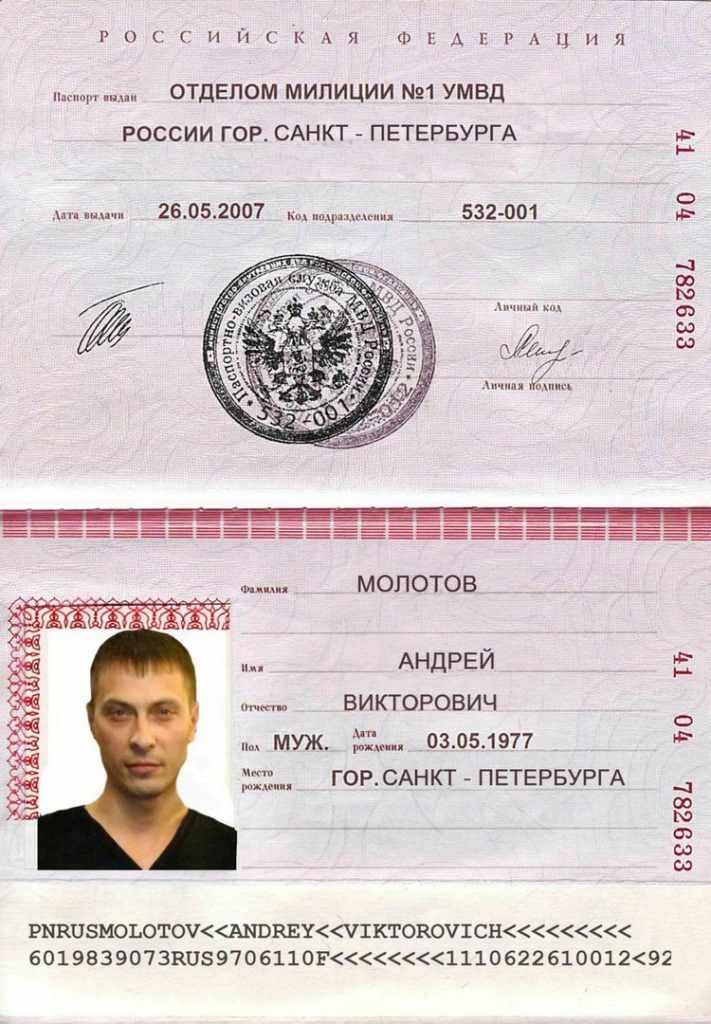 РОССИЙСКАЯ ФЕДЕРАЦИЯ
Паспорт выдан ОТДЕЛОМ МИЛИЦИИ №1 УМВД
РОССИИ ГОР. САНКТ - ПЕТЕРБУРГА
Дата выдачи 26.05.2007 Код подразделения 532-001
41 04 782633
Паспортно-визовая служба МВД России
532-001
МВД России
Личный код
Личная подпись
Фамилия МОЛОТОВ
Имя АНДРЕЙ
Отчество ВИКТОРОВИЧ
Пол МУЖ. Дата рождения 03.05.1977
Место рождения ГОР. САНКТ - ПЕТЕРБУРГА
41 04 782633
PNRUSMOLOTOV<<ANDREY<<VIKTOROVICH<<<<<<<<<
6019839073RUS9706110F<<<<<<<<1110622610012<92